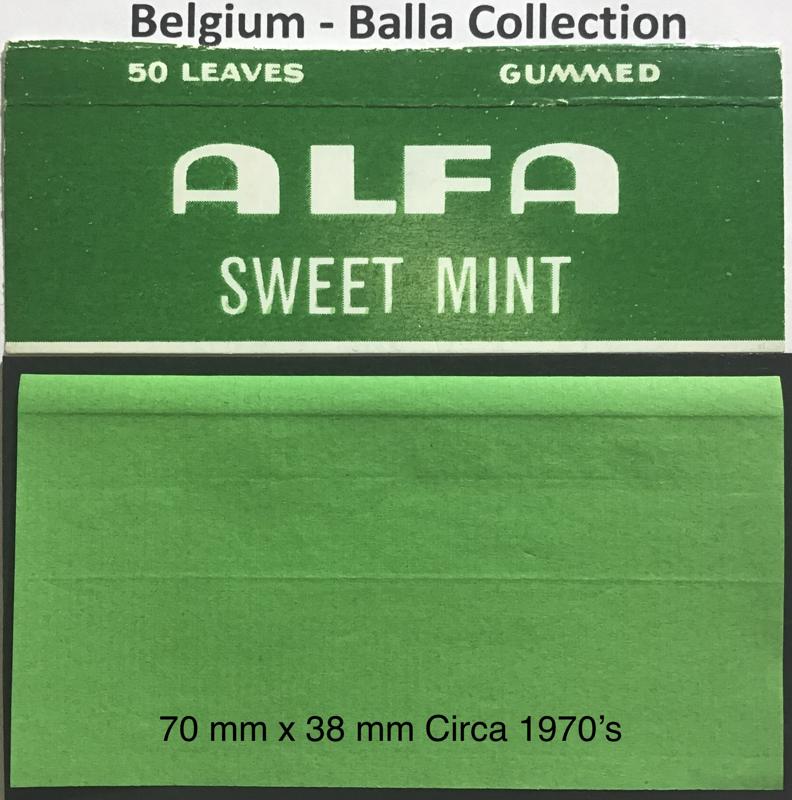 Belgium - Balla Collection
50 LEAVES GUMMED
ALFA
SWEET MINT
70 mm x 38 mm Circa 1970’s